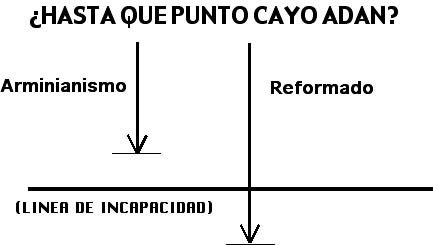 ¿HASTA QUE PUNTO CAYO ADAN?
Arminianismo
Reformado
(LINEA DE INCAPACIDAD)